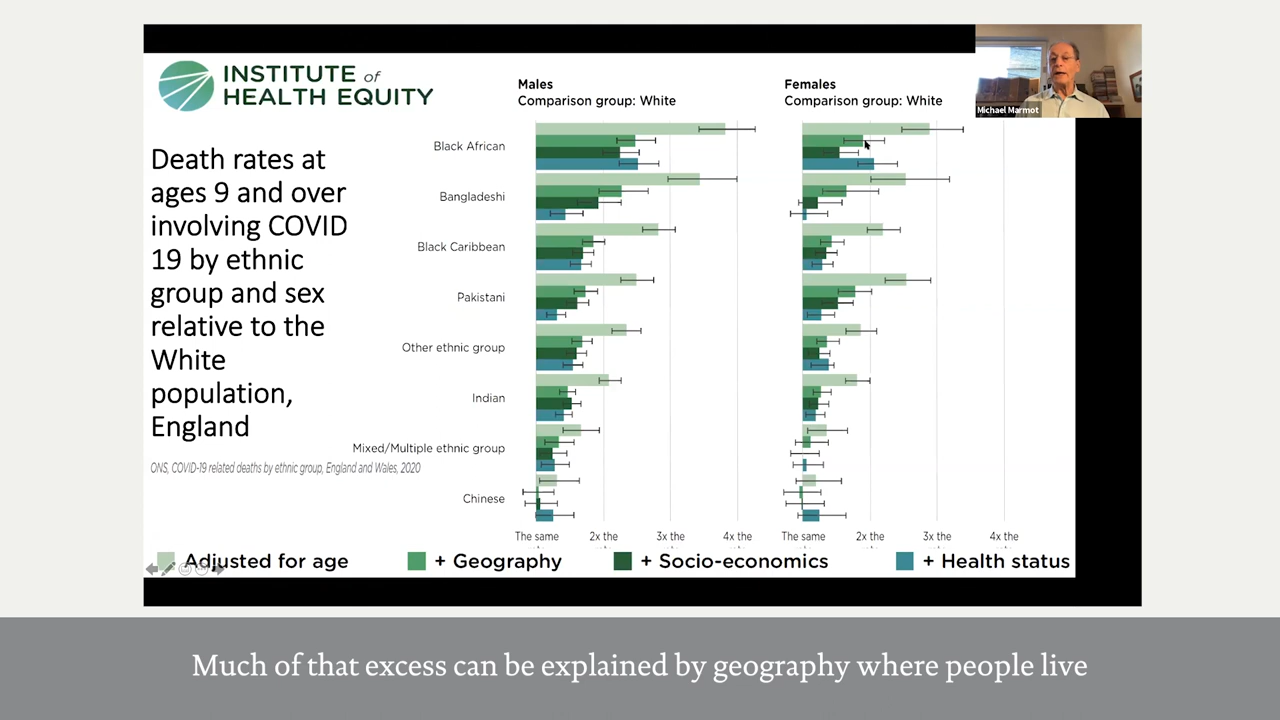 INSTITUTE of
HEALTH EQUITY
Death rates at
ages 9 and over
involving COVID
19 by ethnic
group and sex
relative to the
White
population,
England
ONS, COVID-19 related deaths by ethnic group, England and Wales, 2020
Males
Comparison group: White
Females
Comparison group: White
Michael Marmot
Black African
Bangladeshi
Black Caribbean
Pakistani
Other ethnic group
Indian
Mixed/Multiple ethnic group
Chinese
The same 2x the 3x the 4x the
The same 2x the 3x the 4x the
Adjusted for age
+ Geography
+ Socio-economics
+ Health status
Much of that excess can be explained by geography where people live